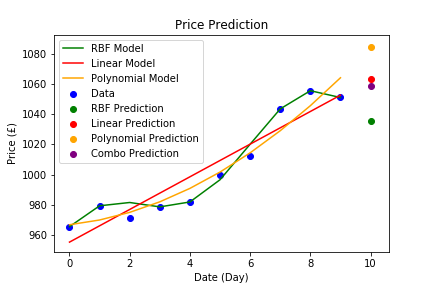 Price Prediction
RBF Model
Linear Model
Polynomial Model
Data
RBF Prediction
Linear Prediction
Polynomial Prediction
Combo Prediction
Price (£)
1080
1060
1040
1020
1000
980
960
0 2 4 6 8 10
Date (Day)